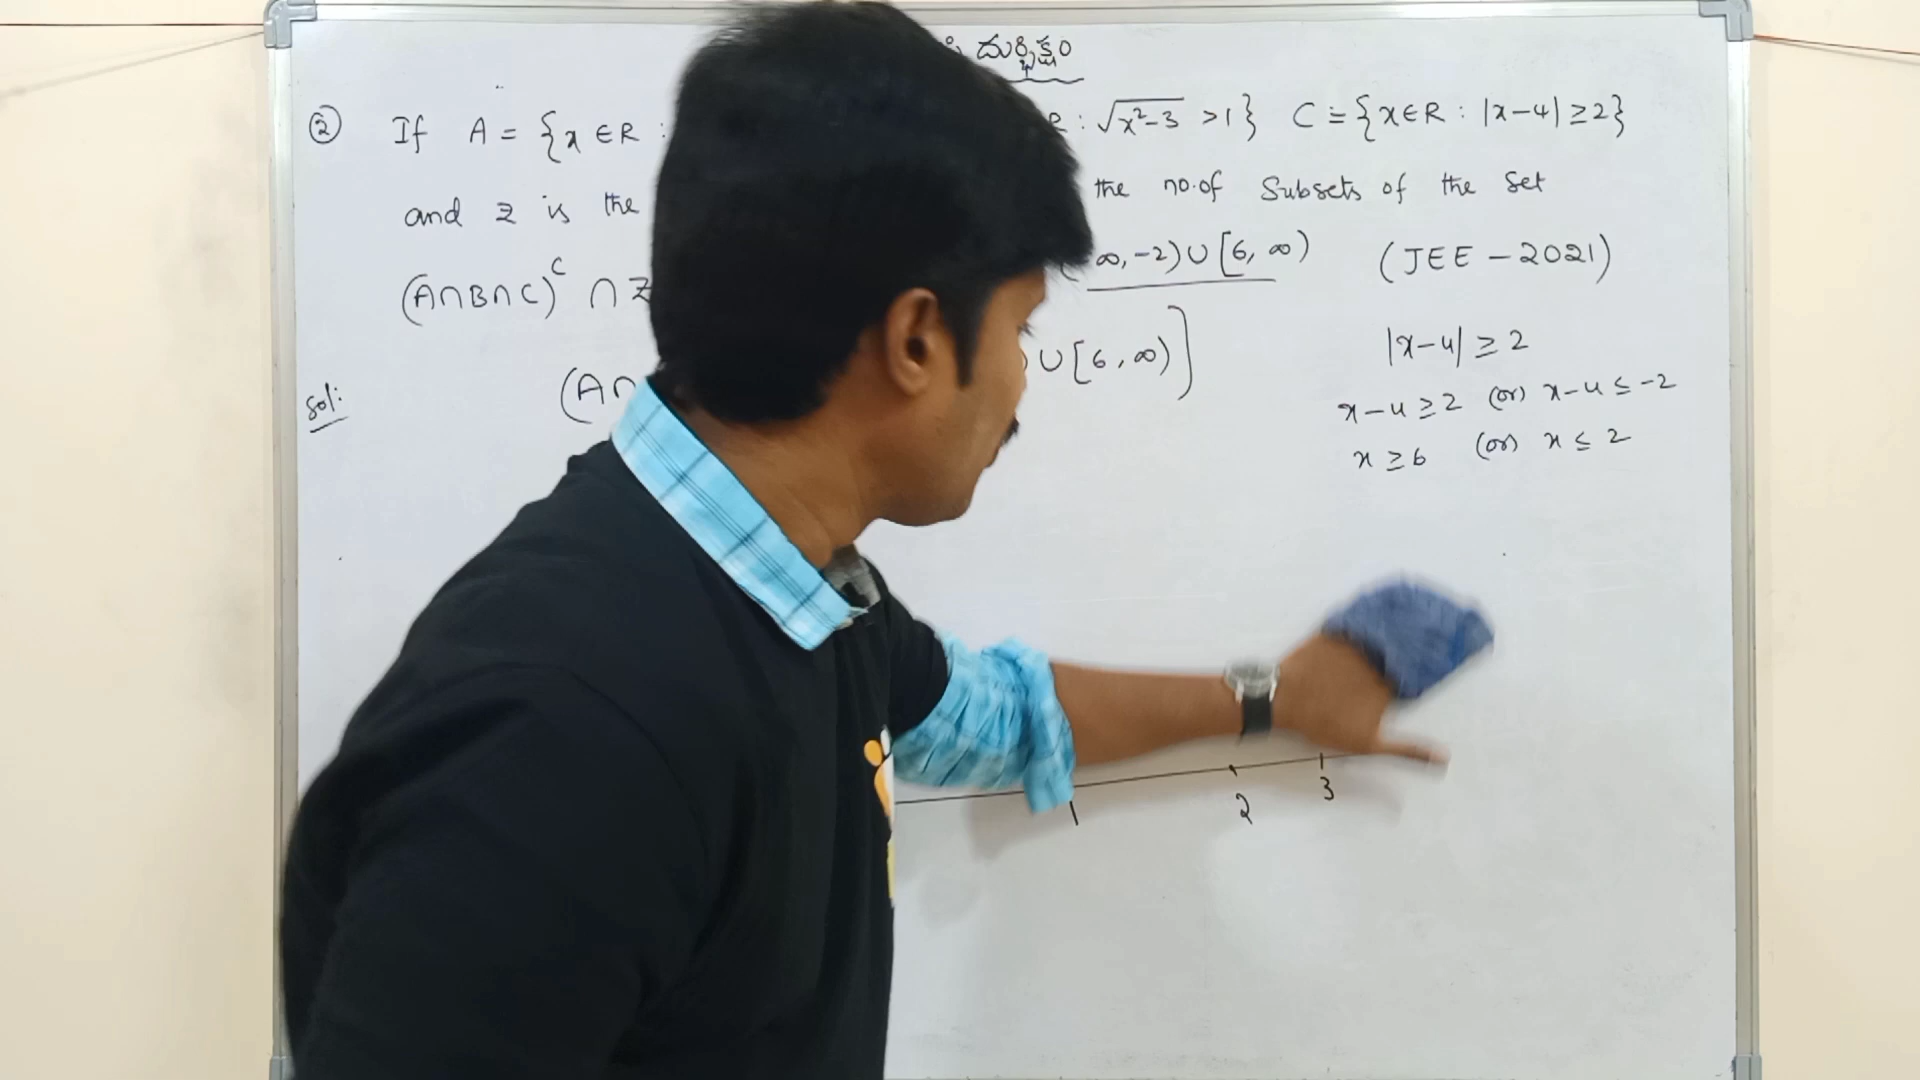 దుర్భిక్షం
② If A = {x ∈ R : : √x²-3 > 1} C = {x ∈ R : |x-4| ≥ 2}
and Z is the the no.of Subsets of the Set
(A∩B∩C)ᶜ ∩ Z ∞, -2) ∪ [6, ∞) (JEE - 2021)
|x-4| ≥ 2
Sol: (A∩ ∪ [6, ∞)]
x-4 ≥ 2 (or) x-4 ≤ -2
x ≥ 6 (or) x ≤ 2
2 3